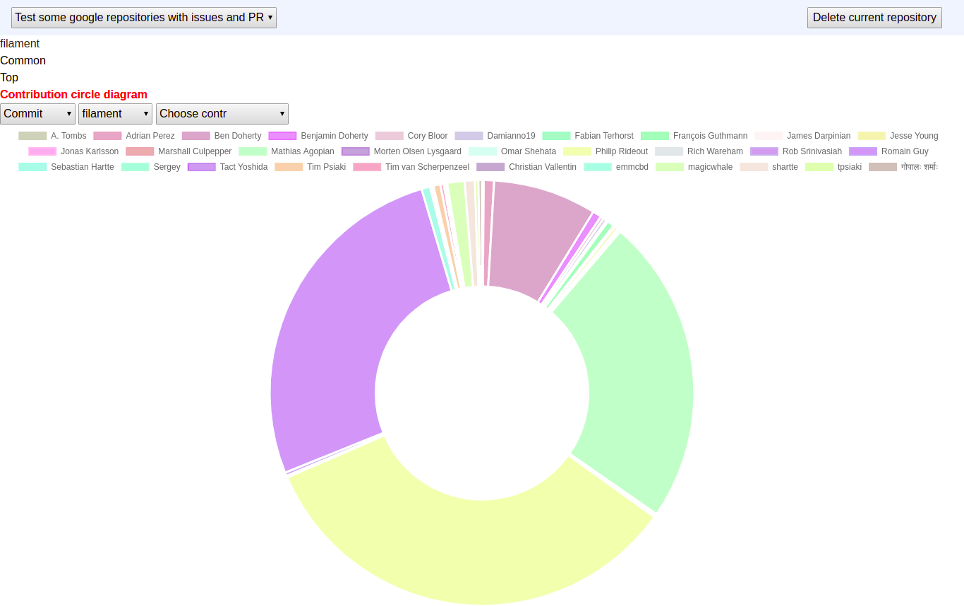 Test some google repositories with issues and PR Delete current repository
filament
Common
Top
Contribution circle diagram
Commit filament Choose contr
A. Tombs Adrian Perez Ben Doherty Benjamin Doherty Cory Bloor Damianno19 Fabian Terhorst François Guthmann James Darpinian Jesse Young
Jonas Karlsson Marshall Culpepper Mathias Agopian Morten Olsen Lysgaard Omar Shehata Philip Rideout Rich Wareham Rob Srinivasiah Romain Guy
Sebastian Hartte Sergey Tact Yoshida Tim Psiaki Tim van Scherpenzeel Christian Vallentin emmcbd magicwhale shartte tpsiaki गोपालः शर्माः